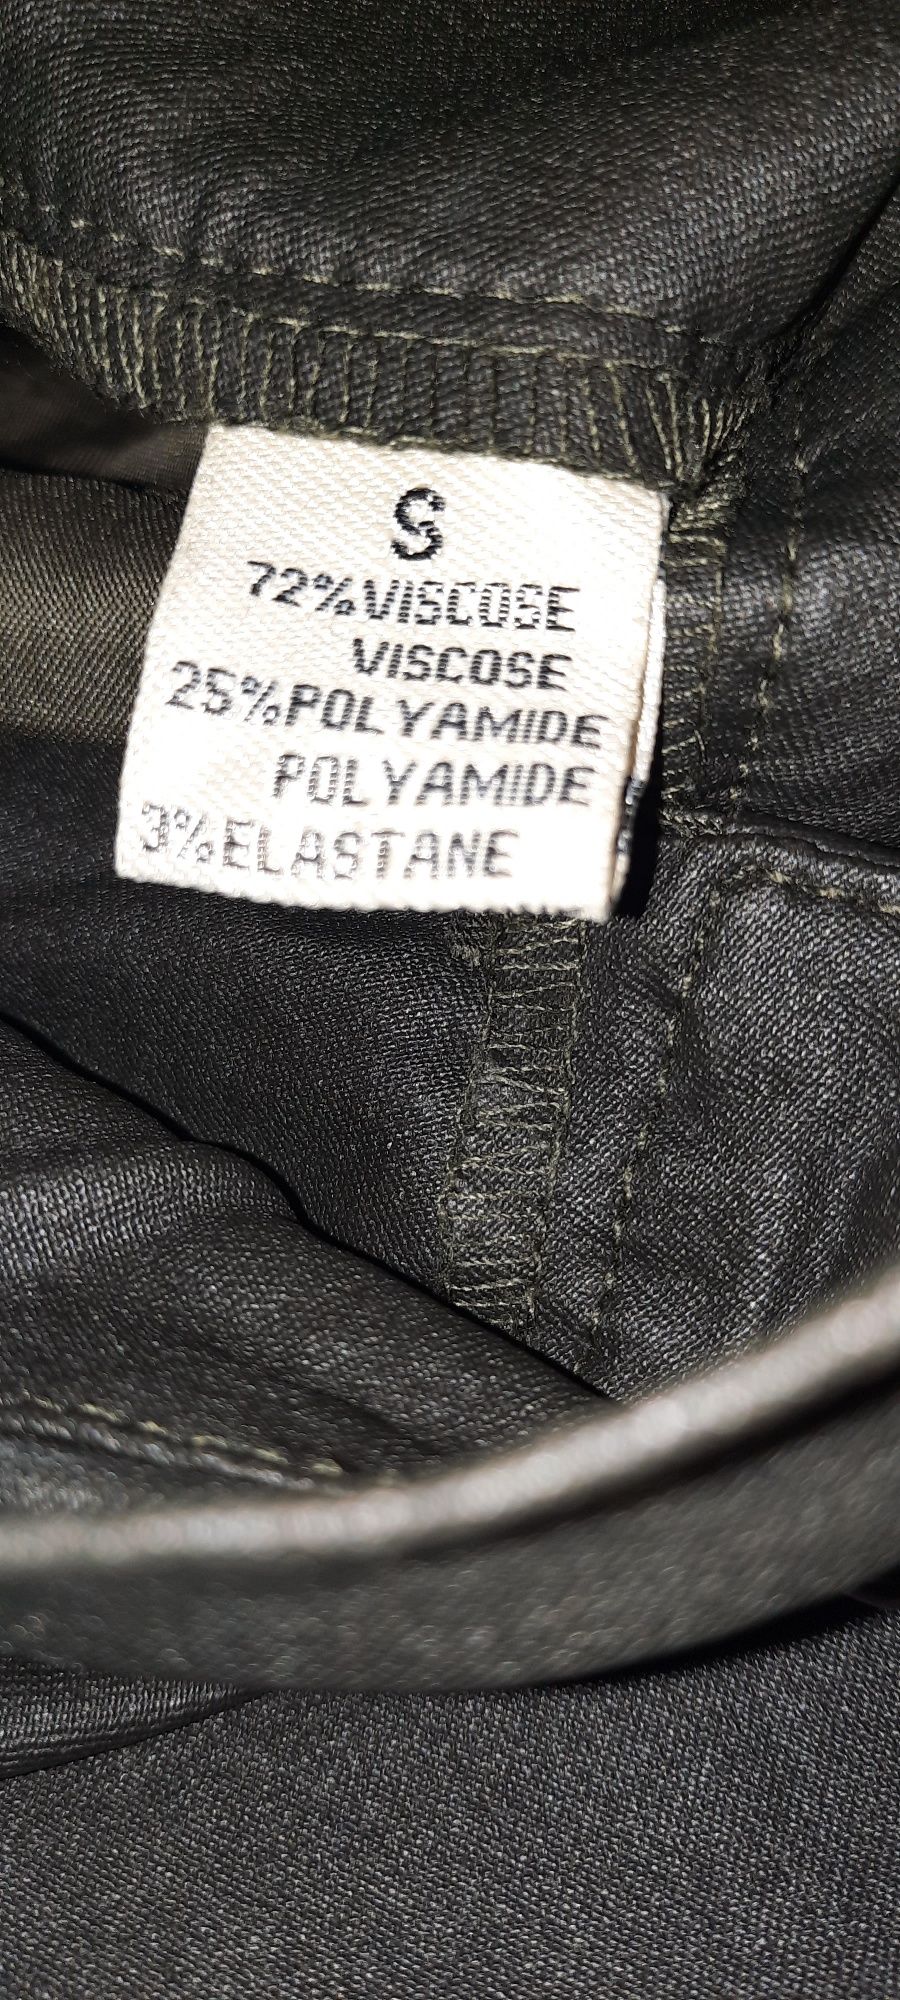 S
72%VISCOSE
VISCOSE
25%POLYAMIDE
POLYAMIDE
3%ELASTANE